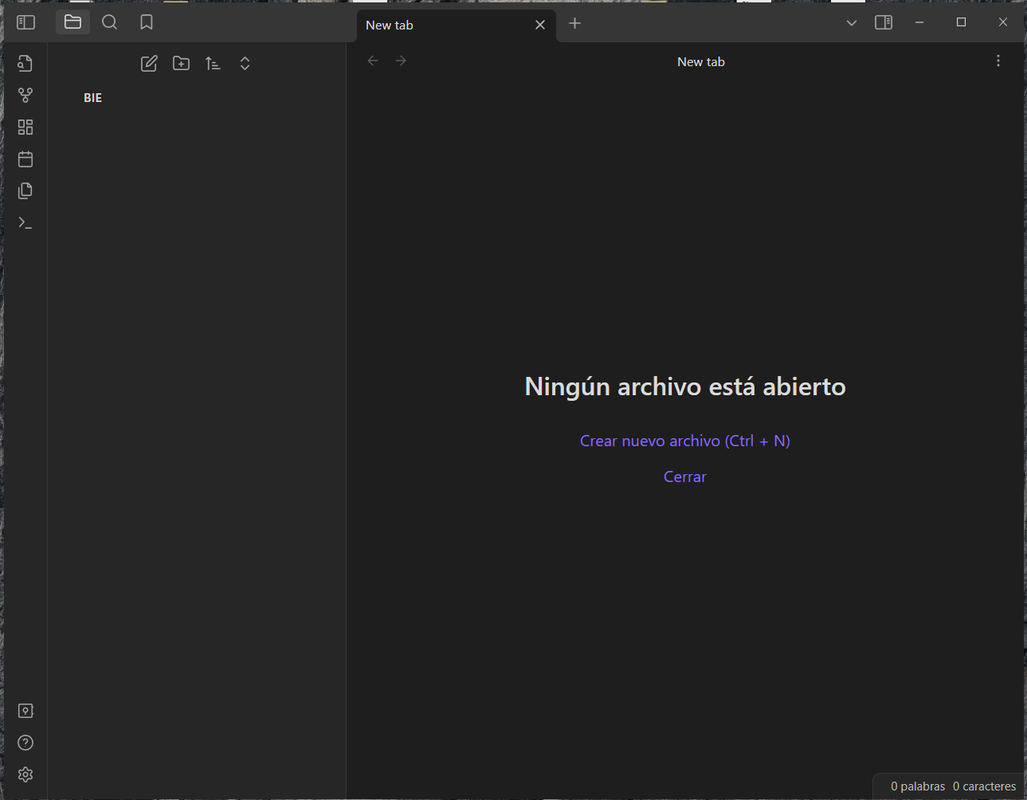 New tab
New tab
BIE
Ningún archivo está abierto
Crear nuevo archivo (Ctrl + N)
Cerrar
0 palabras 0 caracteres